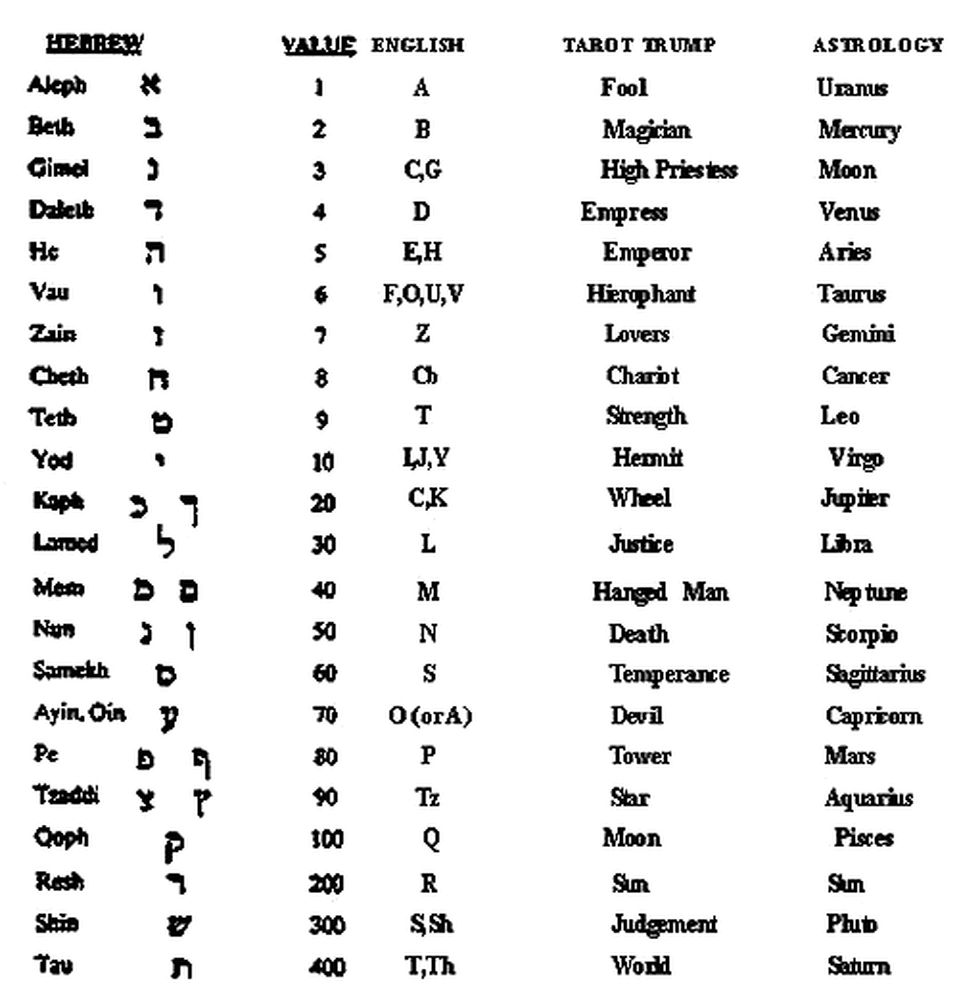 HEBREW VALUE ENGLISH TAROT TRUMP ASTROLOGY
Aleph א 1 A Fool Uranus
Beth ב 2 B Magician Mercury
Gimel נ 3 C,G High Priestess Moon
Daleth ד 4 D Empress Venus
He ה 5 E,H Emperor Aries
Vau ו 6 F,O,U,V Hierophant Taurus
Zain ז 7 Z Lovers Gemini
Cheth ח 8 Ch Chariot Cancer
Teth ט 9 T Strength Leo
Yod י 10 I,J,Y Hermit Virgo
Kaph כ ך 20 C,K Wheel Jupiter
Lamed ל 30 L Justice Libra
Mem מ ם 40 M Hanged Man Neptune
Nun נ ן 50 N Death Scorpio
Samekh ס 60 S Temperance Sagittarius
Ayin, Oin ע 70 O (or A) Devil Capricorn
Pe פ ף 80 P Tower Mars
Tzaddi צ ץ 90 Tz Star Aquarius
Qoph ק 100 Q Moon Pisces
Resh ר 200 R Sun Sun
Shin ש 300 S,Sh Judgement Pluto
Tau ת 400 T,Th World Saturn